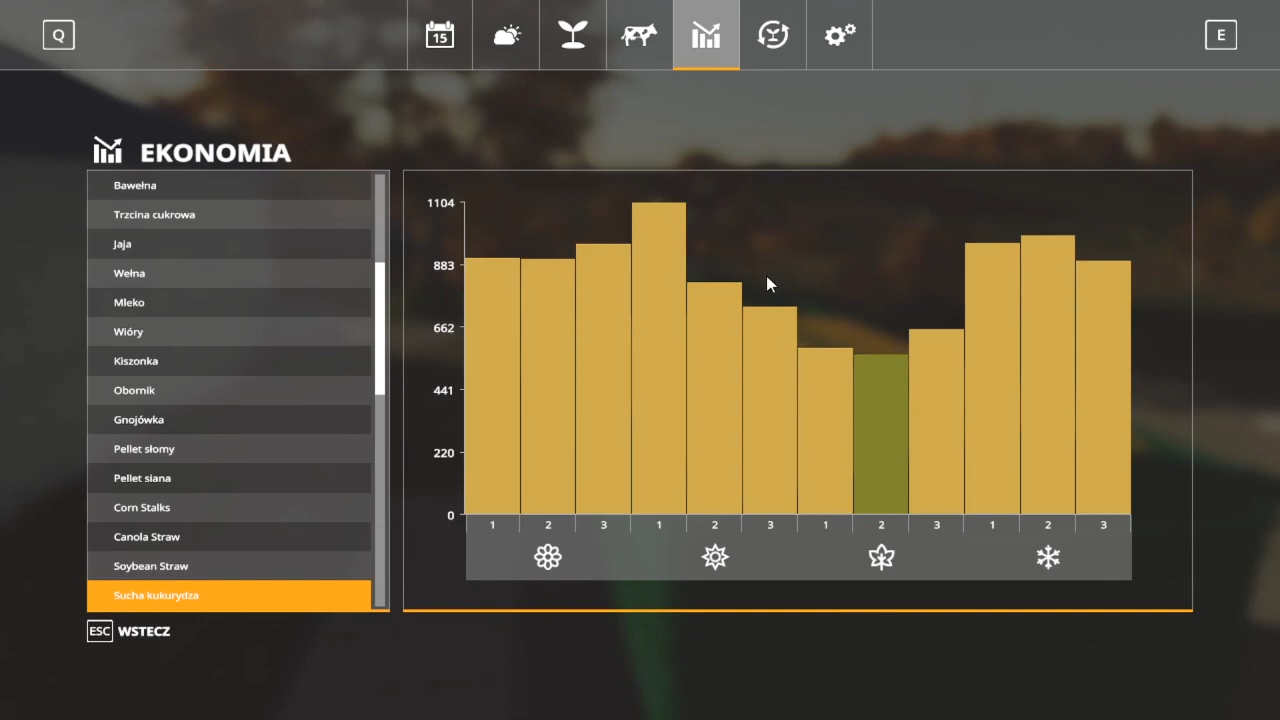 Q
15
E
EKONOMIA
Bawełna
Trzcina cukrowa
Jaja
Wełna
Mleko
Wióry
Kiszonka
Obornik
Gnojówka
Pellet słomy
Pellet siana
Corn Stalks
Canola Straw
Soybean Straw
Sucha kukurydza
ESC WSTECZ
1104
883
662
441
220
0
1 2 3 1 2 3 1 2 3 1 2 3